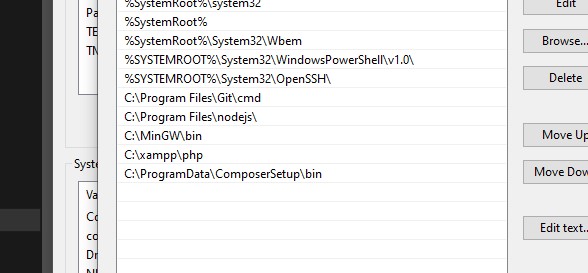 %SystemRoot%\system32
Edit
%SystemRoot%
%SystemRoot%\System32\Wbem
Browse...
%SYSTEMROOT%\System32\WindowsPowerShell\v1.0\
%SYSTEMROOT%\System32\OpenSSH\
Delete
C:\Program Files\Git\cmd
C:\Program Files\nodejs\
C:\MinGW\bin
Move Up
C:\xampp\php
C:\ProgramData\ComposerSetup\bin
Move Dow
Edit text...
Pa
TE
Syste
Va
Co
co
Dr